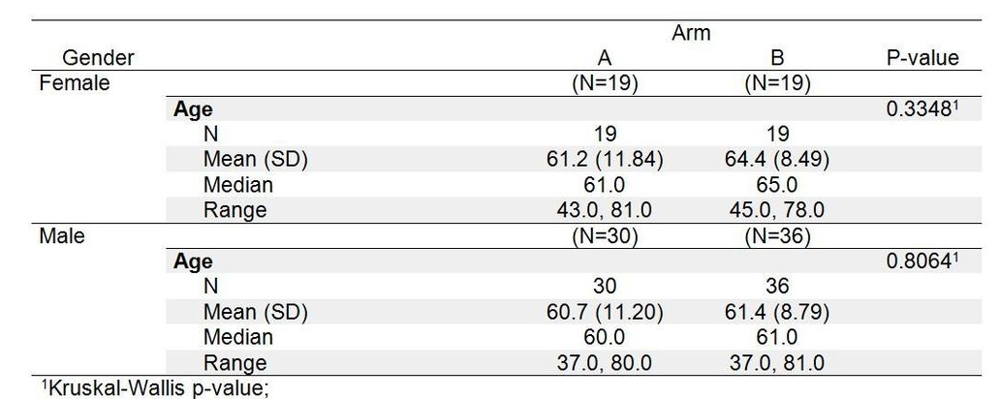 Arm
Gender A B P-value
Female (N=19) (N=19)
Age 0.3348¹
N 19 19
Mean (SD) 61.2 (11.84) 64.4 (8.49)
Median 61.0 65.0
Range 43.0, 81.0 45.0, 78.0
Male (N=30) (N=36)
Age 0.8064¹
N 30 36
Mean (SD) 60.7 (11.20) 61.4 (8.79)
Median 60.0 61.0
Range 37.0, 80.0 37.0, 81.0
¹Kruskal-Wallis p-value;